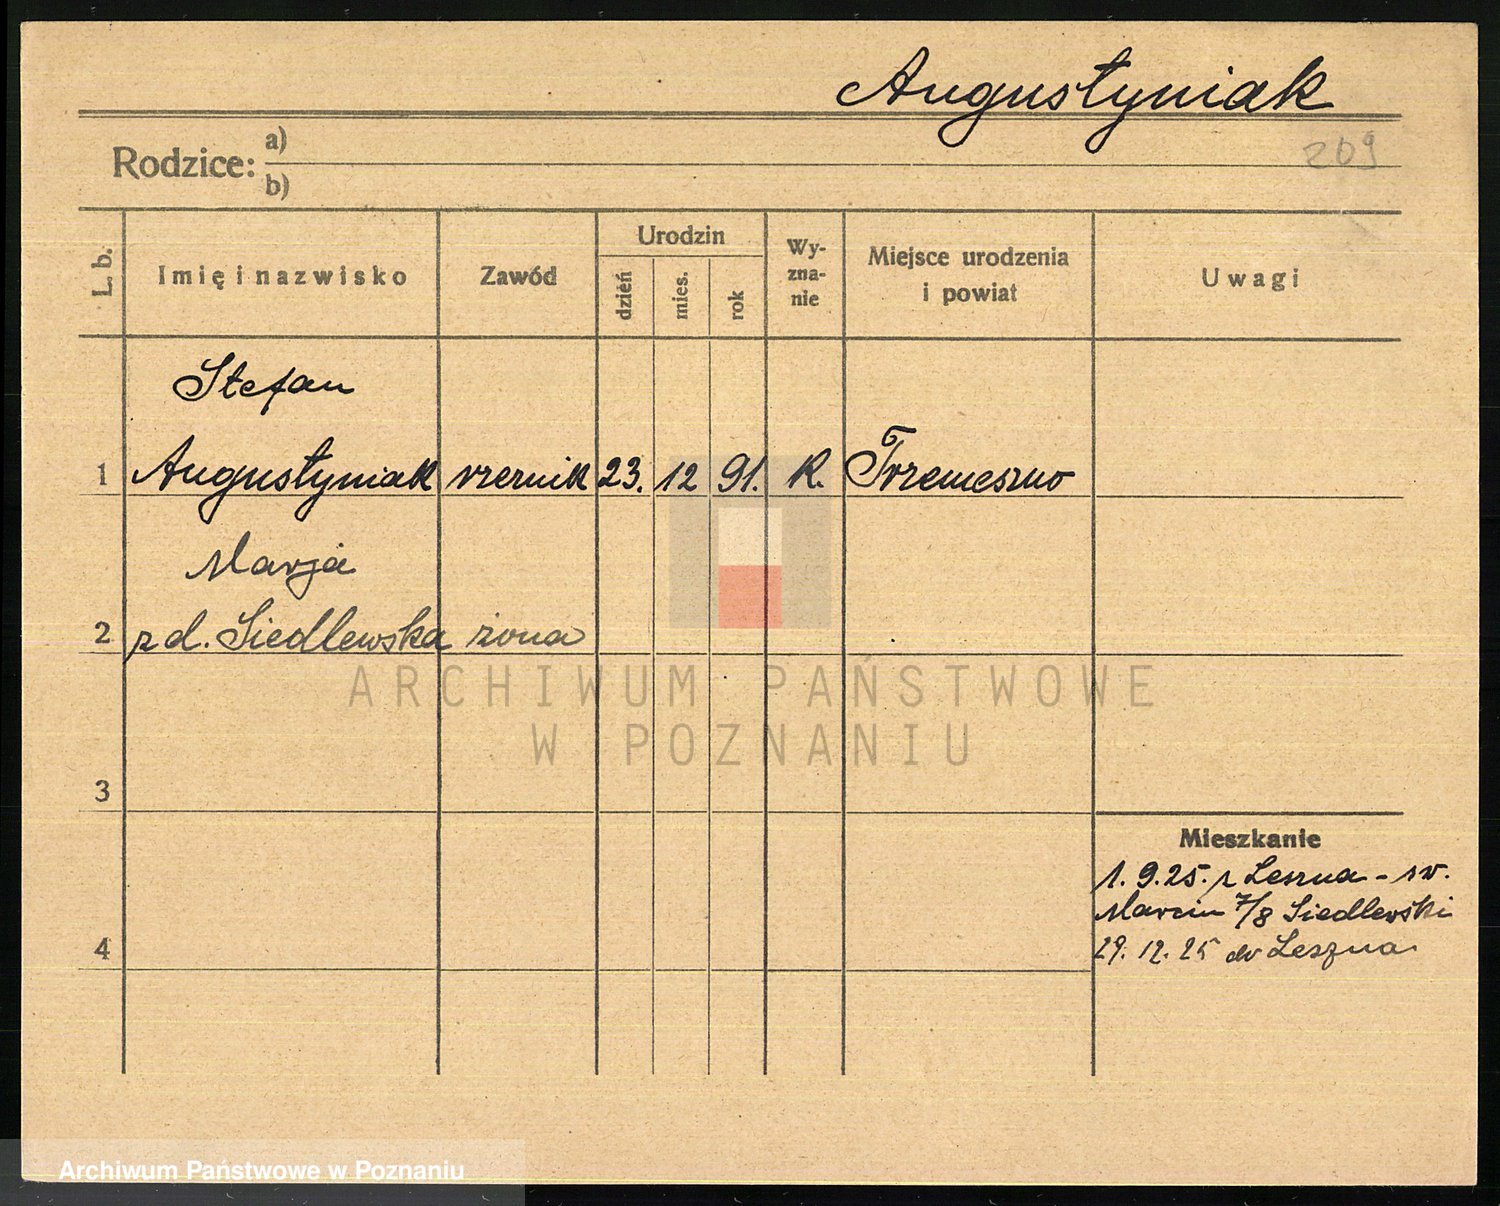 Augustyniak
209
Rodzice: a)
b)
L. b. Imię i nazwisko Zawód Urodzin dzień mies. rok Wy-zna-nie Miejsce urodzenia i powiat Uwagi
Stefan
1 Augustyniak rzeźnik 23. 12 91. K. Trzemeszno
Marja
2 z d. Siedlewska żona
ARCHIWUM PAŃSTWOWE
W POZNANIU
3
Mieszkanie
1.9.25. z Leszna - sw.
Marcin 7/8 Siedlewski
4
29.12.25 do Leszna
Archiwum Państwowe w Poznaniu